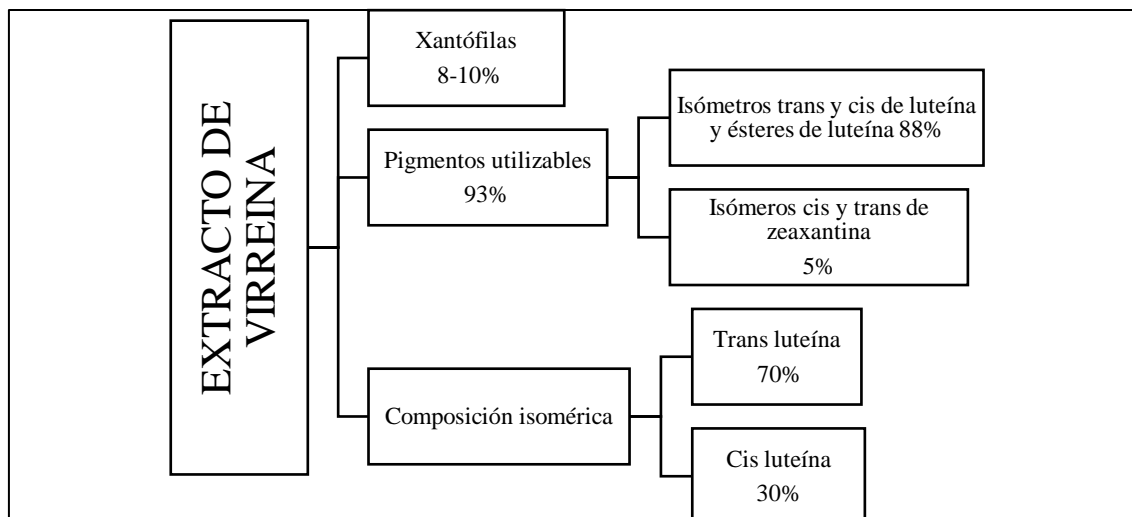 EXTRACTO DE
VIRREINA
Xantófilas
8-10%
Pigmentos utilizables
93%
Isómetros trans y cis de luteína
y ésteres de luteína 88%
Isómeros cis y trans de
zeaxantina
5%
Composición isomérica
Trans luteína
70%
Cis luteína
30%